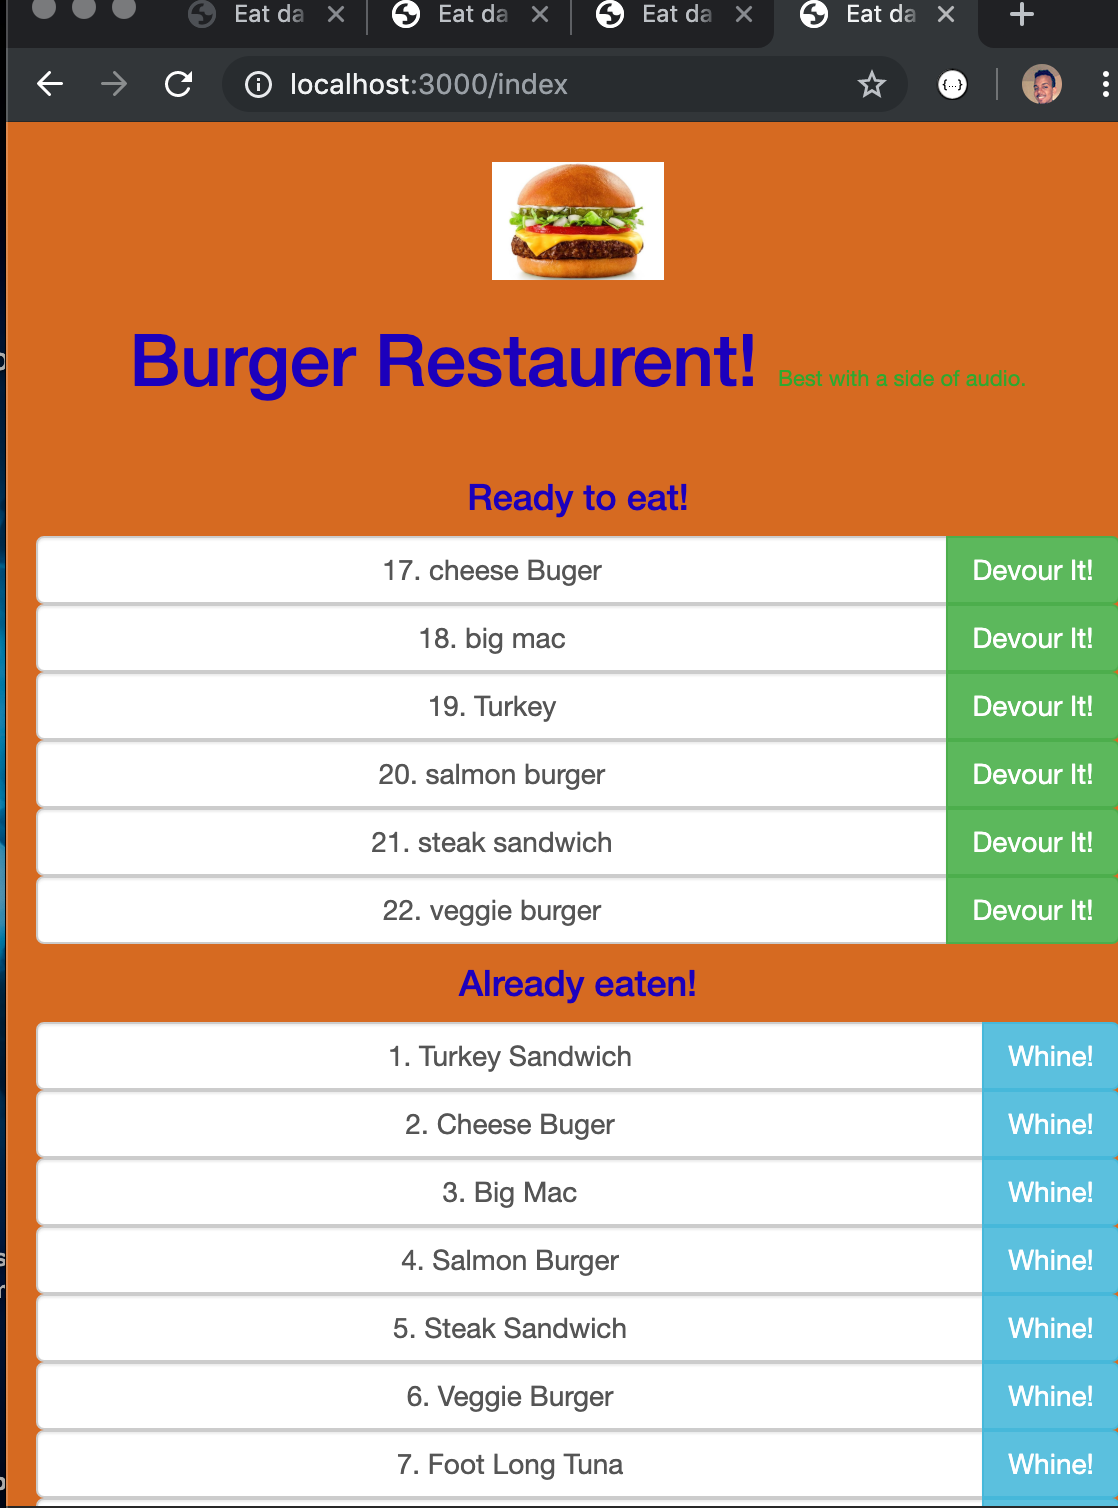 Eat da Eat da Eat da Eat da
localhost:3000/index {...}
Burger Restaurent! Best with a side of audio.
Ready to eat!
17. cheese Buger Devour It!
18. big mac Devour It!
19. Turkey Devour It!
20. salmon burger Devour It!
21. steak sandwich Devour It!
22. veggie burger Devour It!
Already eaten!
1. Turkey Sandwich Whine!
2. Cheese Buger Whine!
3. Big Mac Whine!
4. Salmon Burger Whine!
5. Steak Sandwich Whine!
6. Veggie Burger Whine!
7. Foot Long Tuna Whine!